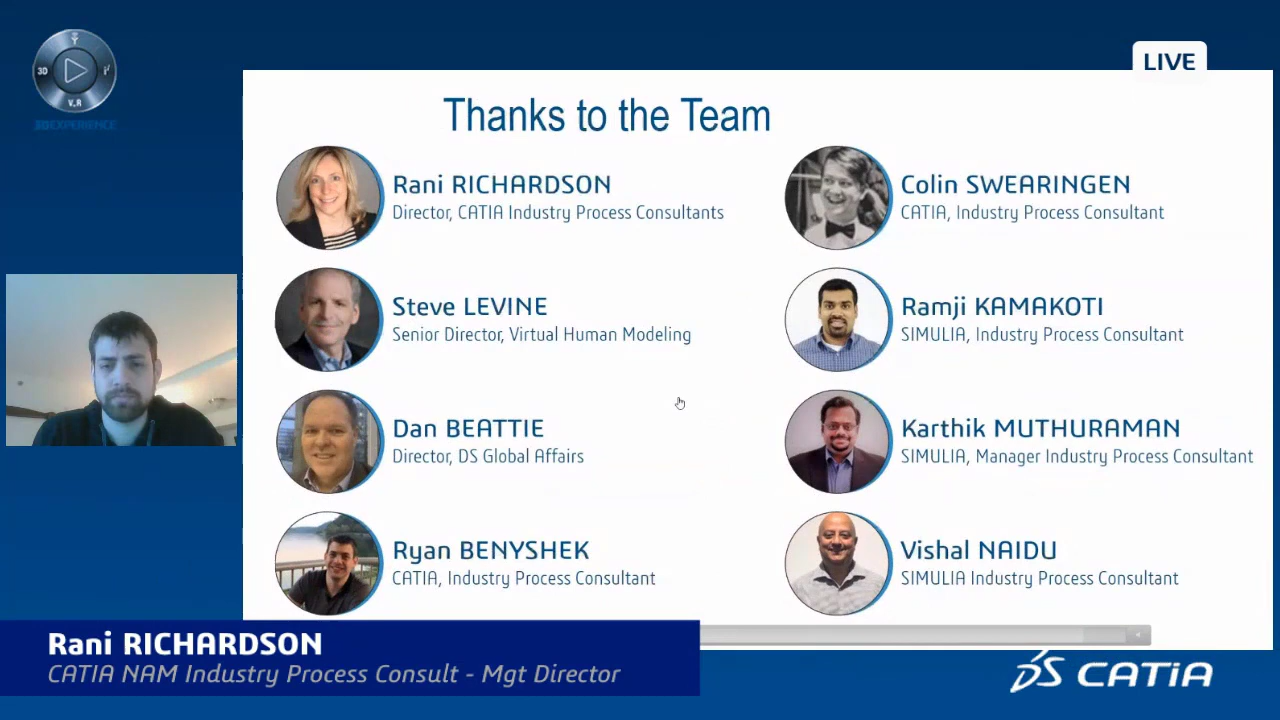 3D
V,R
3DEXPERIENCE
LIVE
Thanks to the Team
Rani RICHARDSON
Director, CATIA Industry Process Consultants
Steve LEVINE
Senior Director, Virtual Human Modeling
Dan BEATTIE
Director, DS Global Affairs
Ryan BENYSHEK
CATIA, Industry Process Consultant
Colin SWEARINGEN
CATIA, Industry Process Consultant
Ramji KAMAKOTI
SIMULIA, Industry Process Consultant
Karthik MUTHURAMAN
SIMULIA, Manager Industry Process Consultant
Vishal NAIDU
SIMULIA Industry Process Consultant
Rani RICHARDSON
CATIA NAM Industry Process Consult - Mgt Director
DS CATIA